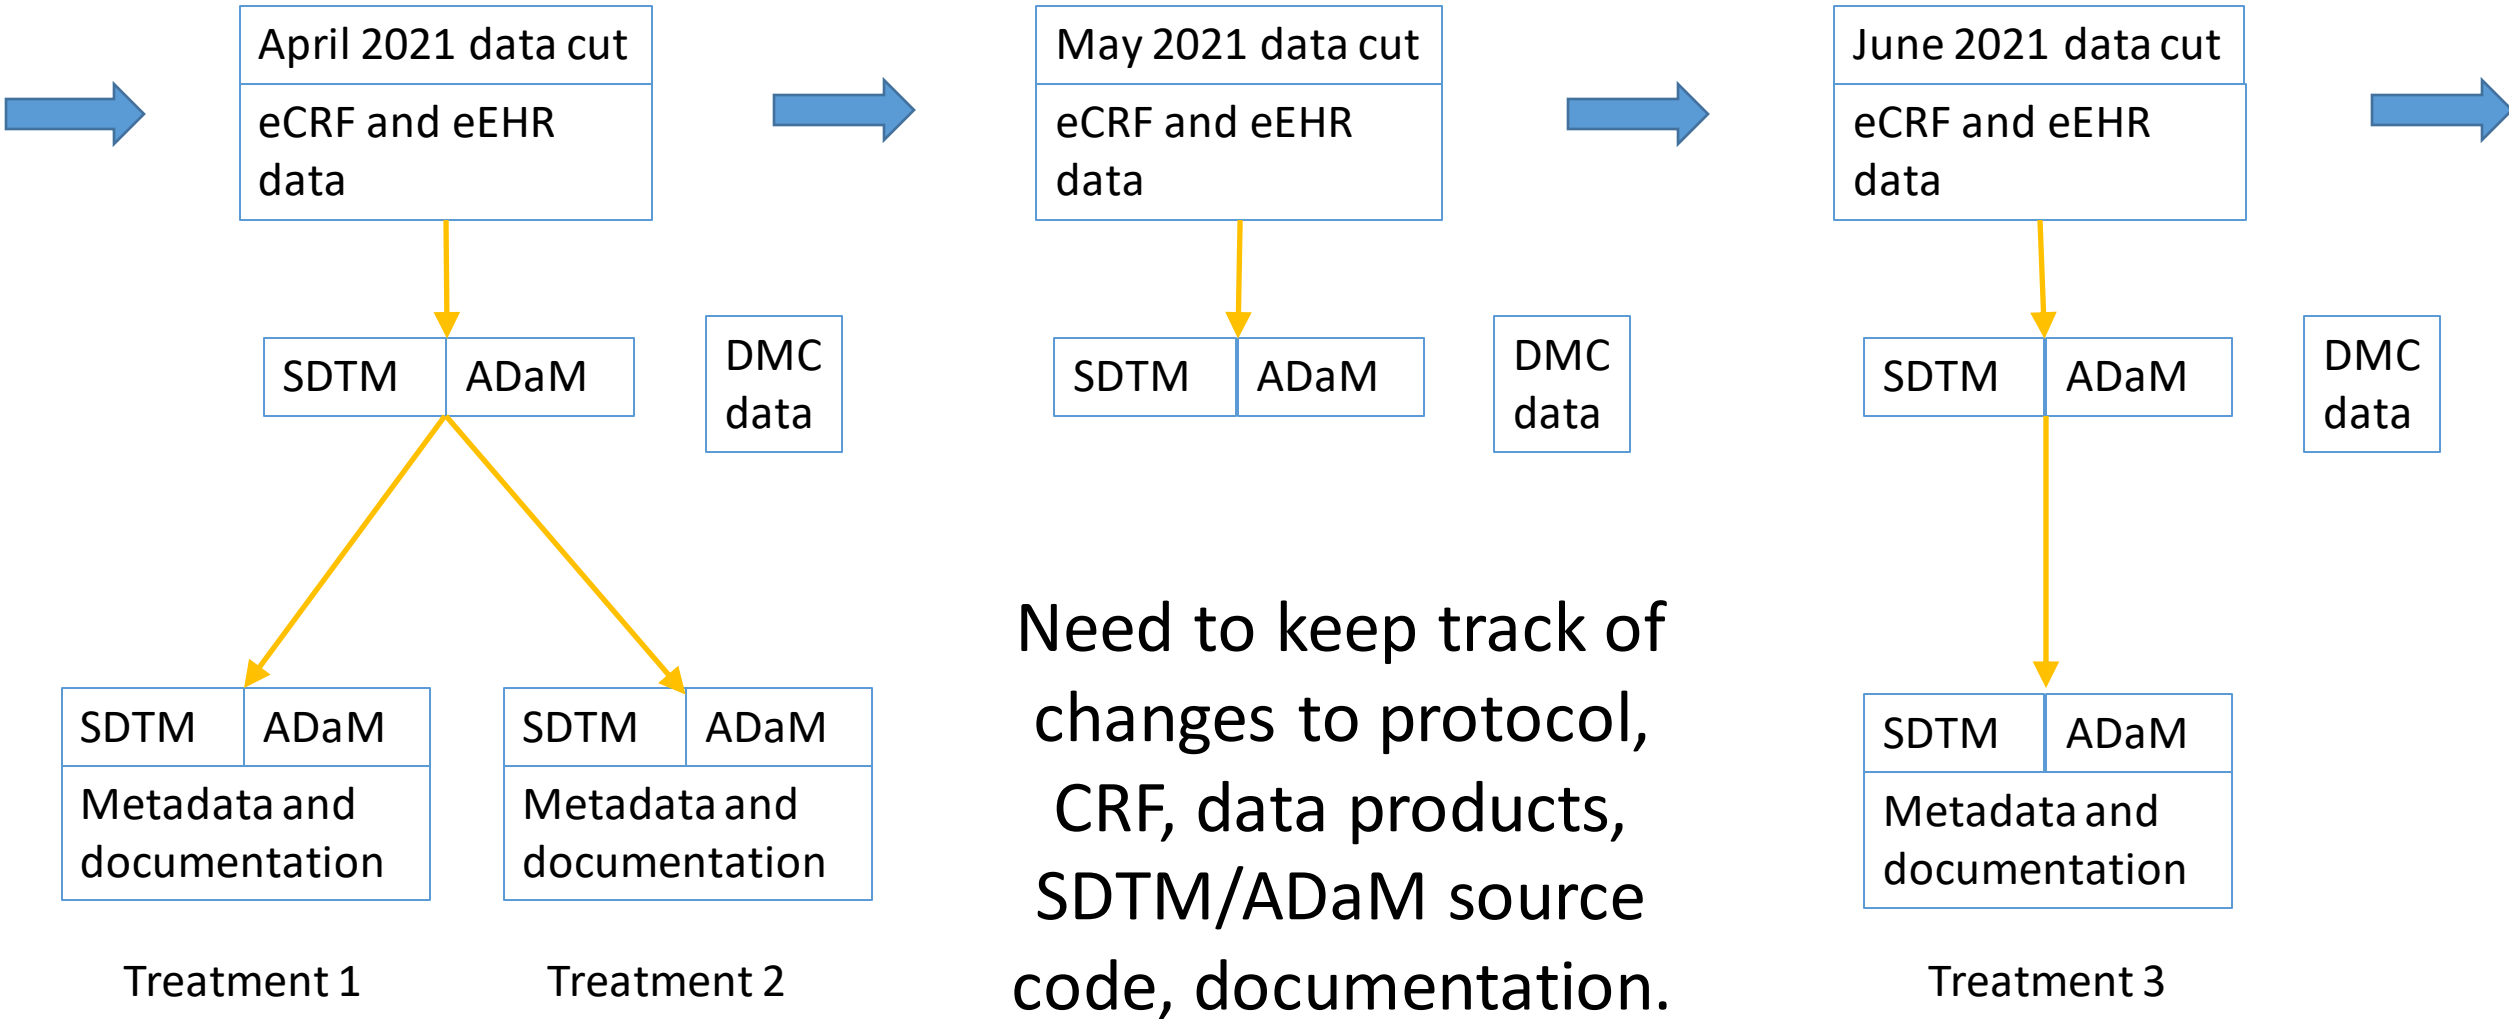 April 2021 data cut
eCRF and eEHR
data
May 2021 data cut
eCRF and eEHR
data
June 2021 data cut
eCRF and eEHR
data
SDTM
ADaM
DMC
data
SDTM
ADaM
DMC
data
SDTM
ADaM
DMC
data
SDTM
ADaM
Metadata and
documentation
Treatment 1
SDTM
ADaM
Metadata and
documentation
Treatment 2
Need to keep track of
changes to protocol,
CRF, data products,
SDTM/ADaM source
code, documentation.
SDTM
ADaM
Metadata and
documentation
Treatment 3